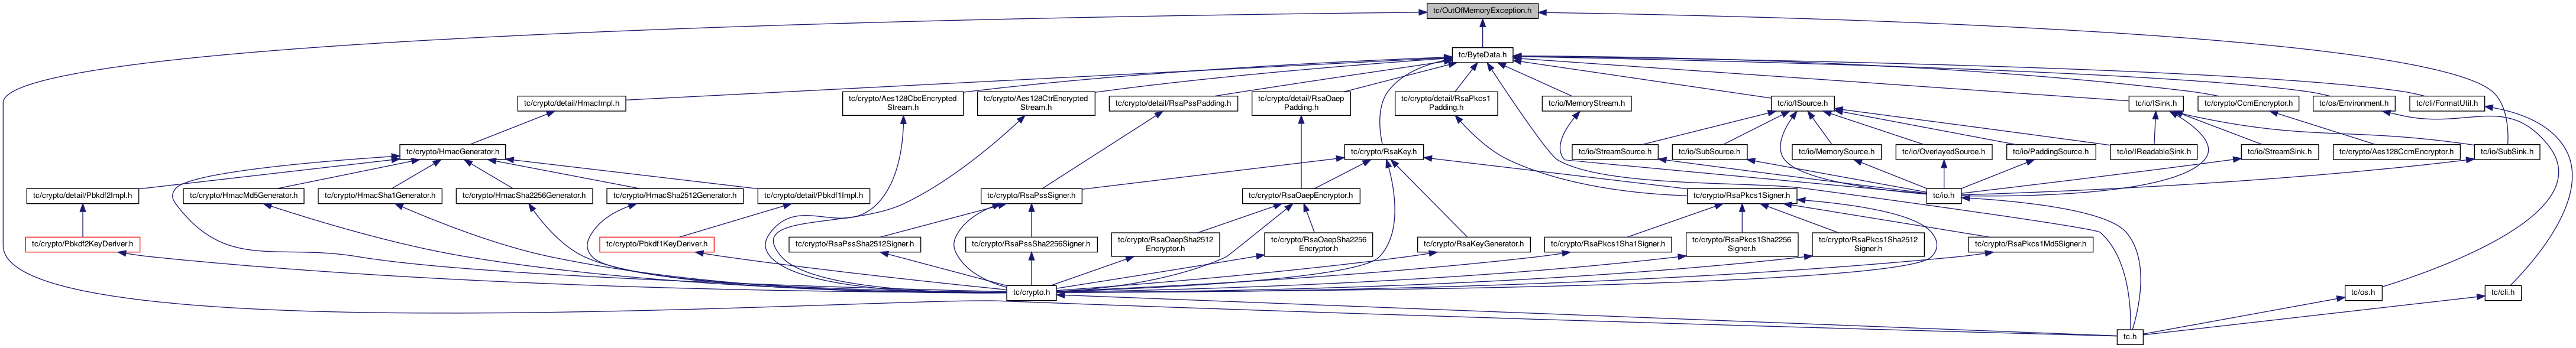 tc/OutOfMemoryException.h
tc/ByteData.h
tc/crypto/detail/HmacImpl.h
tc/crypto/Aes128CbcEncrypted
Stream.h
tc/crypto/Aes128CtrEncrypted
Stream.h
tc/crypto/detail/RsaPssPadding.h
tc/crypto/detail/RsaOaep
Padding.h
tc/crypto/detail/RsaPkcs1
Padding.h
tc/io/MemoryStream.h
tc/io/ISource.h
tc/io/ISink.h
tc/crypto/CcmEncryptor.h
tc/os/Environment.h
tc/cli/FormatUtil.h
tc/crypto/HmacGenerator.h
tc/crypto/RsaKey.h
tc/io/StreamSource.h
tc/io/SubSource.h
tc/io/MemorySource.h
tc/io/OverlayedSource.h
tc/io/PaddingSource.h
tc/io/IReadableSink.h
tc/io/StreamSink.h
tc/crypto/Aes128CcmEncryptor.h
tc/io/SubSink.h
tc/crypto/detail/Pbkdf2Impl.h
tc/crypto/HmacMd5Generator.h
tc/crypto/HmacSha1Generator.h
tc/crypto/HmacSha2256Generator.h
tc/crypto/HmacSha2512Generator.h
tc/crypto/detail/Pbkdf1Impl.h
tc/crypto/RsaPssSigner.h
tc/crypto/RsaOaepEncryptor.h
tc/crypto/RsaPkcs1Signer.h
tc/io.h
tc/crypto/Pbkdf2KeyDeriver.h
tc/crypto/Pbkdf1KeyDeriver.h
tc/crypto/RsaPssSha2512Signer.h
tc/crypto/RsaPssSha2256Signer.h
tc/crypto/RsaOaepSha2512
Encryptor.h
tc/crypto/RsaOaepSha2256
Encryptor.h
tc/crypto/RsaKeyGenerator.h
tc/crypto/RsaPkcs1Sha1Signer.h
tc/crypto/RsaPkcs1Sha2256
Signer.h
tc/crypto/RsaPkcs1Sha2512
Signer.h
tc/crypto/RsaPkcs1Md5Signer.h
tc/crypto.h
tc/os.h
tc/cli.h
tc.h